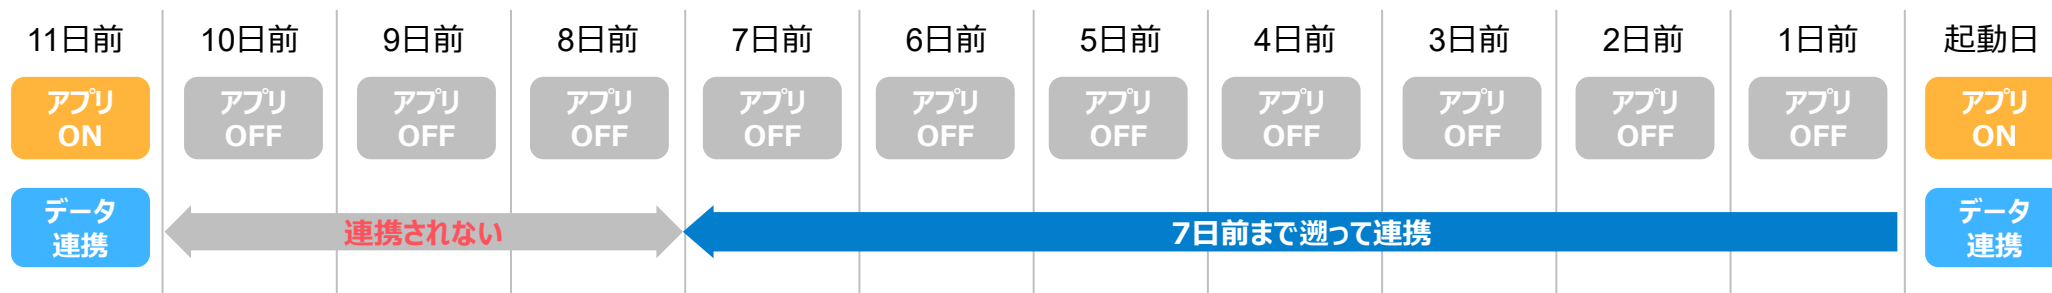 11日前 10日前 9日前 8日前 7日前 6日前 5日前 4日前 3日前 2日前 1日前 起動日
アプリ アプリ アプリ アプリ アプリ アプリ アプリ アプリ アプリ アプリ アプリ アプリ
ON OFF OFF OFF OFF OFF OFF OFF OFF OFF OFF ON
データ 連携されない 7日前まで遡って連携 データ
連携 連携